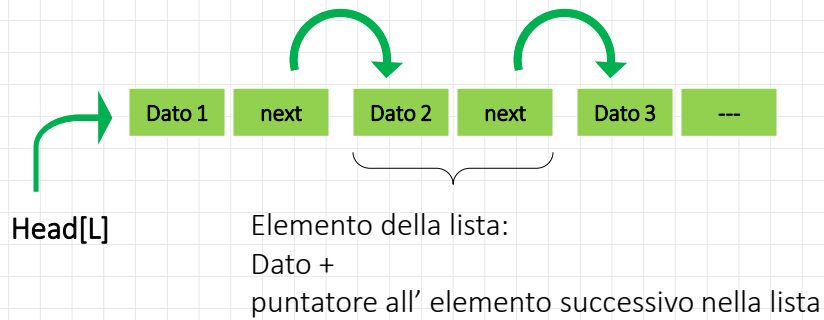 Dato 1 next Dato 2 next Dato 3 ---
Head[L]
Elemento della lista:
Dato +
puntatore all’ elemento successivo nella lista